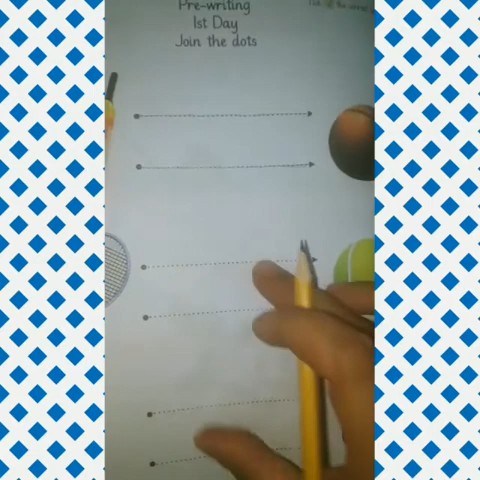 Pre-writing
1st Day
Join the dots